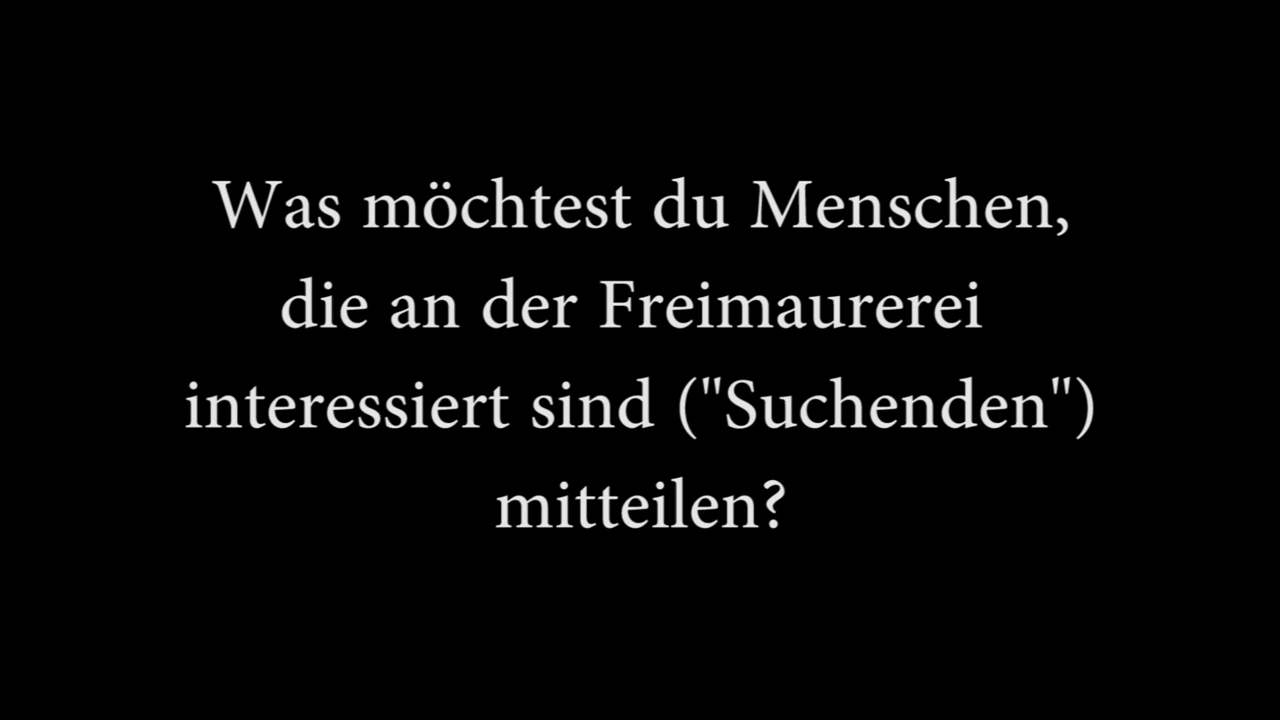 Was möchtest du Menschen,
die an der Freimaurerei
interessiert sind ("Suchenden")
mitteilen?